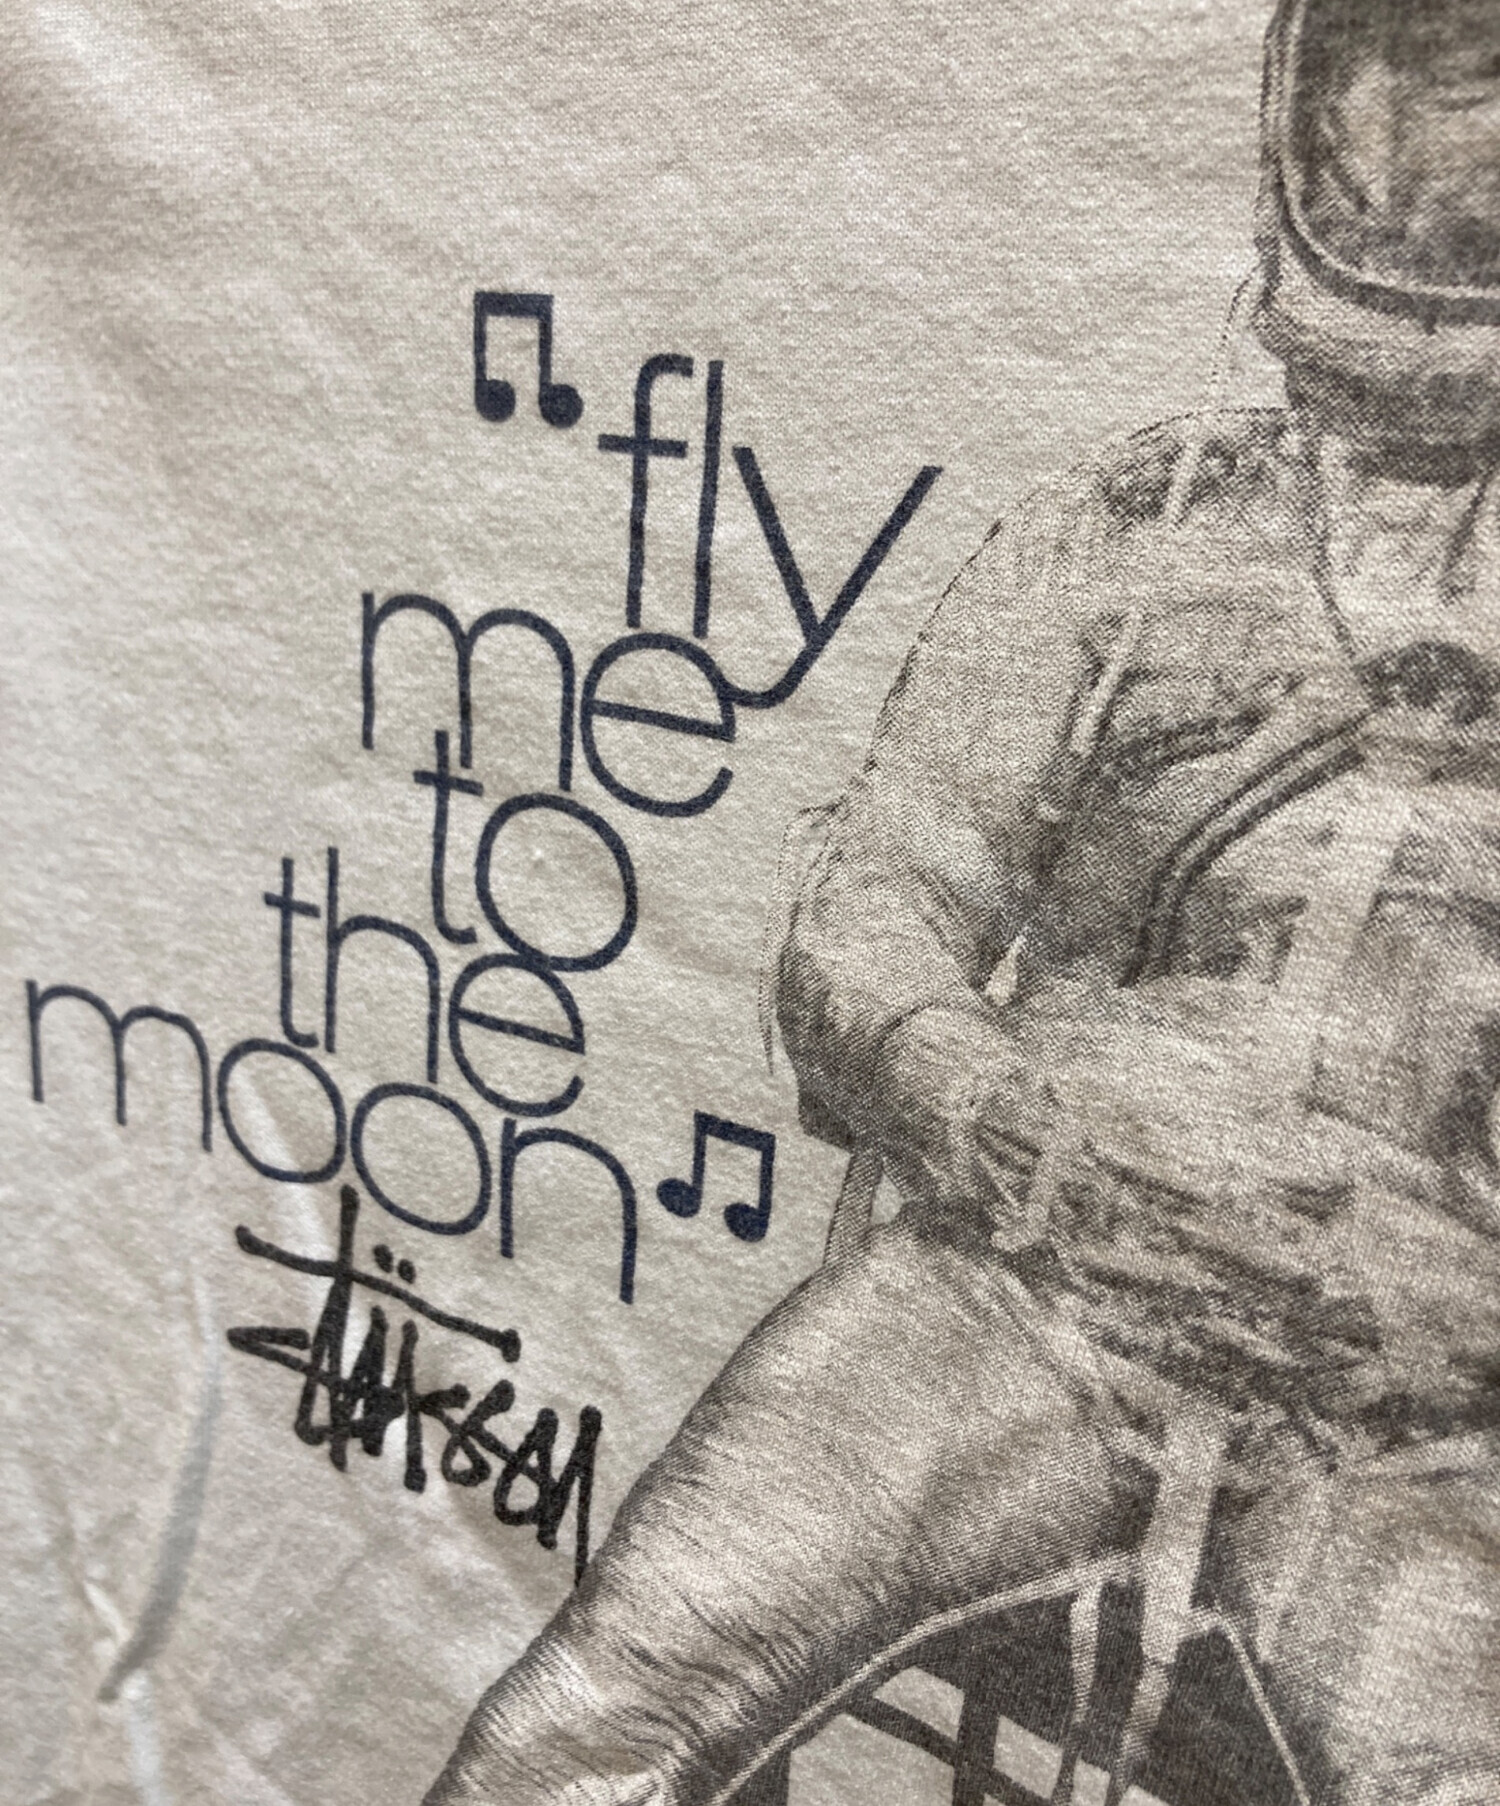 ♫ fly
me
to
the
moon ♫
Stüssy